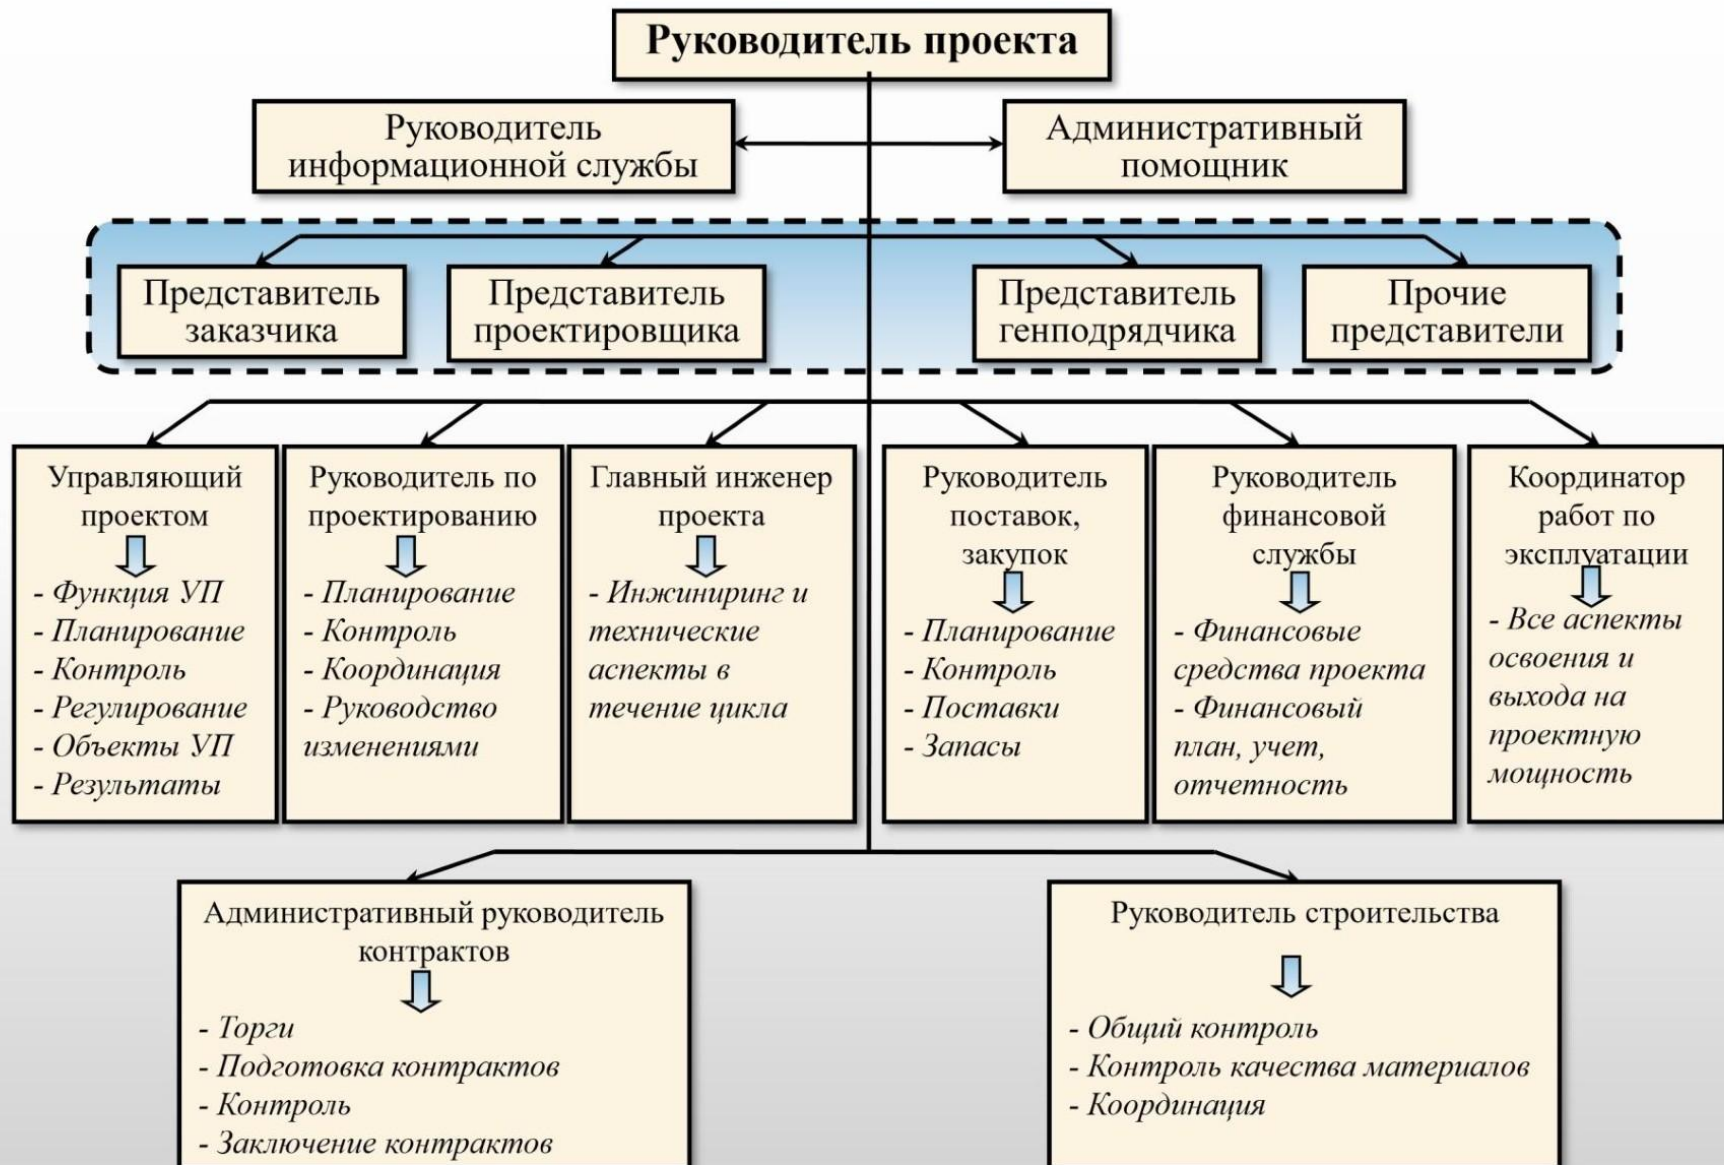 Руководитель проекта
Руководитель
информационной службы
Административный
помощник
Представитель
заказчика
Представитель
проектировщика
Представитель
генподрядчика
Прочие
представители
Управляющий
проектом
- Функция УП
- Планирование
- Контроль
- Регулирование
- Объекты УП
- Результаты
Руководитель по
проектированию
- Планирование
- Контроль
- Координация
- Руководство
изменениями
Главный инженер
проекта
- Инжиниринг и
технические
аспекты в
течение цикла
Руководитель
поставок,
закупок
- Планирование
- Контроль
- Поставки
- Запасы
Руководитель
финансовой
службы
- Финансовые
средства проекта
- Финансовый
план, учет,
отчетность
Координатор
работ по
эксплуатации
- Все аспекты
освоения и
выхода на
проектную
мощность
Административный руководитель
контрактов
- Торги
- Подготовка контрактов
- Контроль
- Заключение контрактов
Руководитель строительства
- Общий контроль
- Контроль качества материалов
- Координация